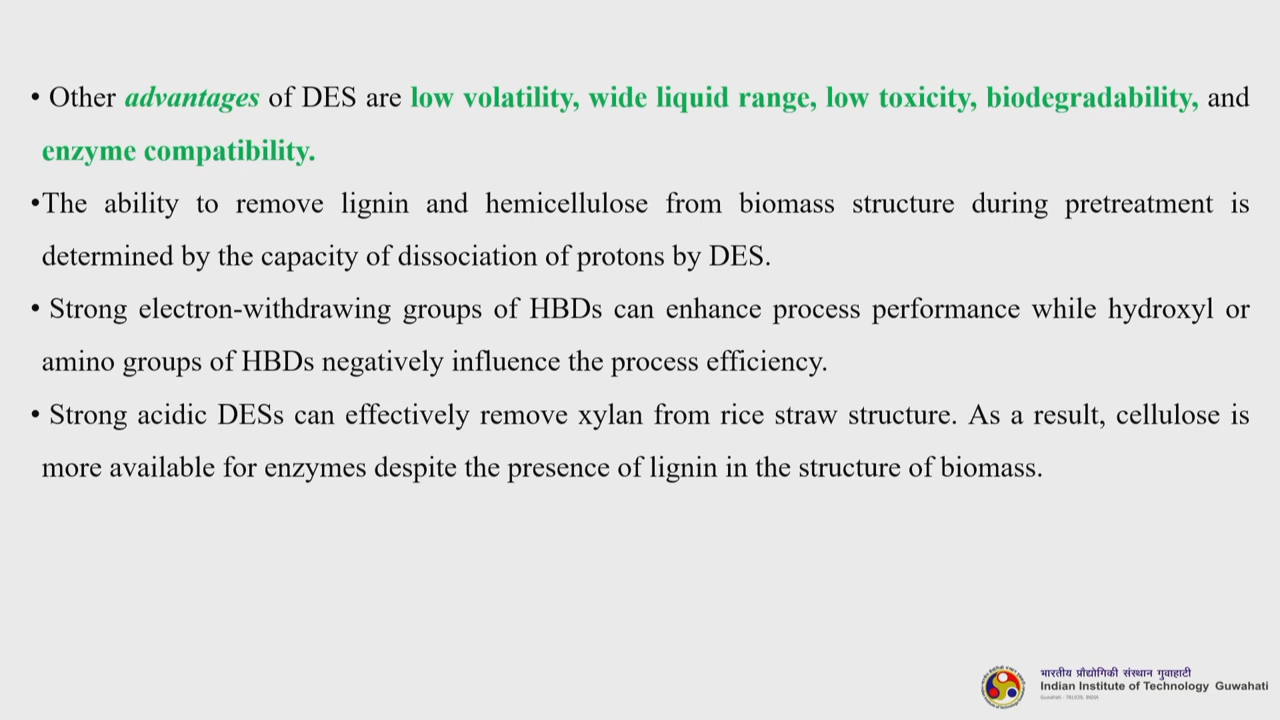 • Other advantages of DES are low volatility, wide liquid range, low toxicity, biodegradability, and
enzyme compatibility.
•The ability to remove lignin and hemicellulose from biomass structure during pretreatment is
determined by the capacity of dissociation of protons by DES.
• Strong electron-withdrawing groups of HBDs can enhance process performance while hydroxyl or
amino groups of HBDs negatively influence the process efficiency.
• Strong acidic DESs can effectively remove xylan from rice straw structure. As a result, cellulose is
more available for enzymes despite the presence of lignin in the structure of biomass.
भारतीय प्रौद्योगिकी संस्थान गुवाहाटी
Indian Institute of Technology Guwahati
Guwahati - 781039, INDIA